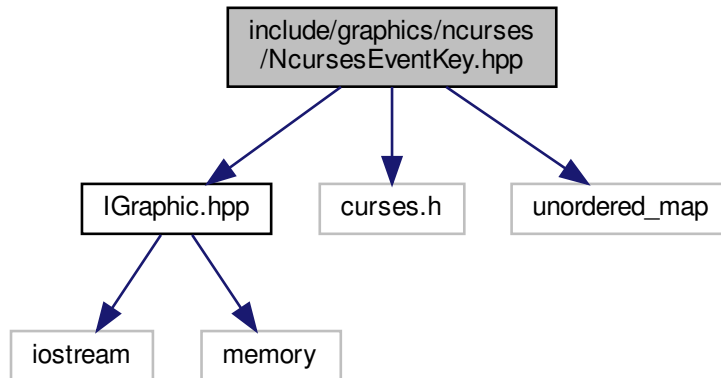 include/graphics/ncurses
/NcursesEventKey.hpp
IGraphic.hpp
curses.h
unordered_map
iostream
memory